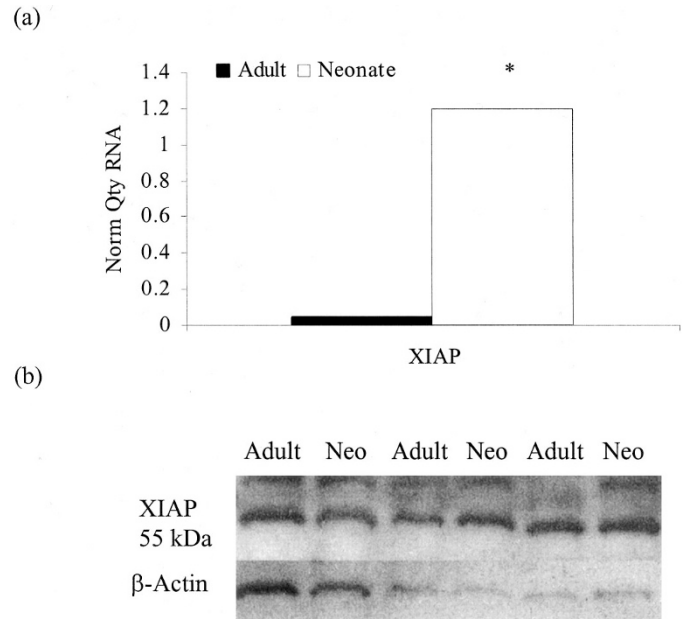 (a)
1.4
1.2
1
0.8
0.6
0.4
0.2
0
Norm Qty RNA
Adult Neonate
*
XIAP
(b)
Adult Neo Adult Neo Adult Neo
XIAP
55 kDa
β-Actin